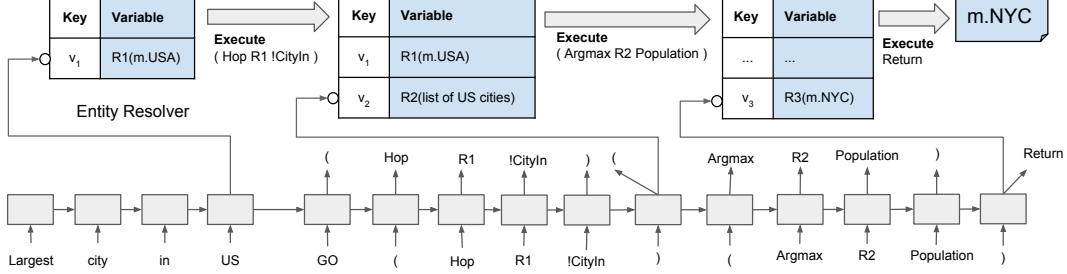 Key Variable
v1 R1(m.USA)
Execute
( Hop R1 !CityIn )
Key Variable
v1 R1(m.USA)
v2 R2(list of US cities)
Execute
( Argmax R2 Population )
Key Variable
... ...
v3 R3(m.NYC)
Execute
Return
m.NYC
Entity Resolver
( Hop R1 !CityIn ) ( Argmax R2 Population ) Return
Largest city in US GO ( Hop R1 !CityIn ) ( Argmax R2 Population )